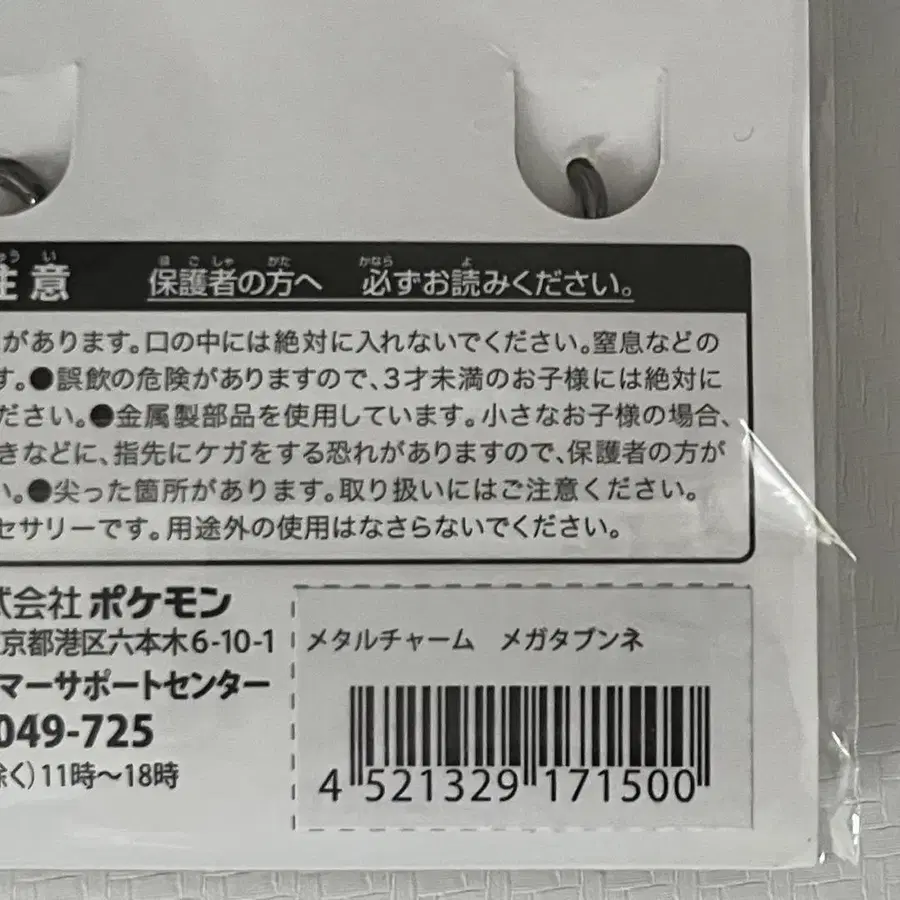 注意 保護者の方へ 必ずお読みください。
があります。口の中には絶対に入れないでください。窒息などの
す。●誤飲の危険がありますので、3才未満のお子様には絶対に
ださい。●金属製部品を使用しています。小さなお子様の場合、
きなどに、指先にケガをする恐れがありますので、保護者の方が
い。●尖った箇所があります。取り扱いにはご注意ください。
セサリーです。用途外の使用はなさらないでください。
式会社 ポケモン
京都港区六本木6-10-1
マーサポートセンター
049-725
除く)11時〜18時
メタルチャーム メガタブンネ
4 521329 171500